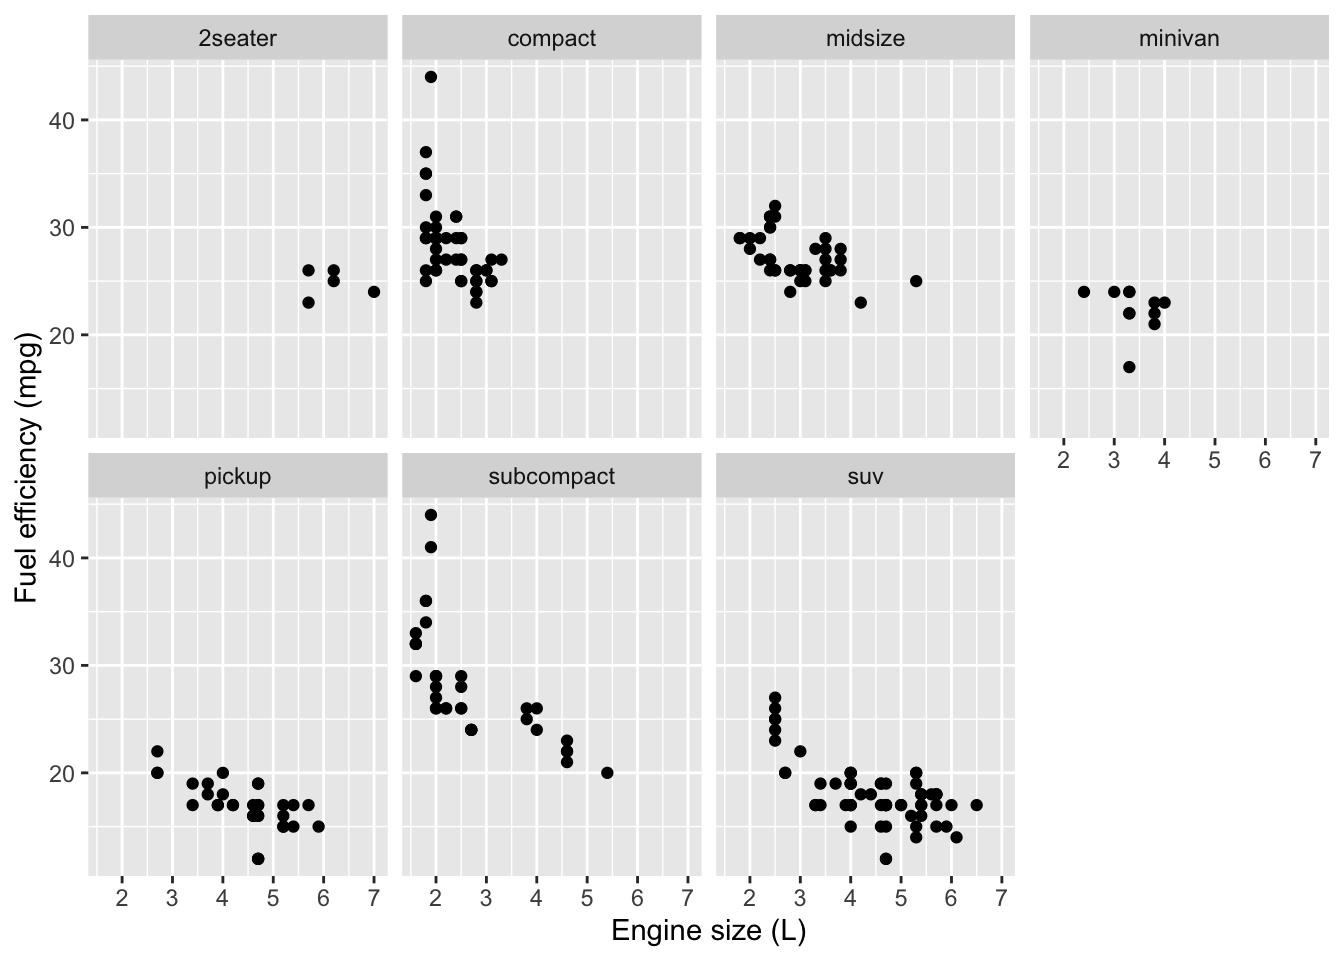 2seater compact midsize minivan
40
30
20
2 3 4 5 6 7
pickup subcompact suv
40
30
20
2 3 4 5 6 7 2 3 4 5 6 7 2 3 4 5 6 7
Engine size (L)
Fuel efficiency (mpg)